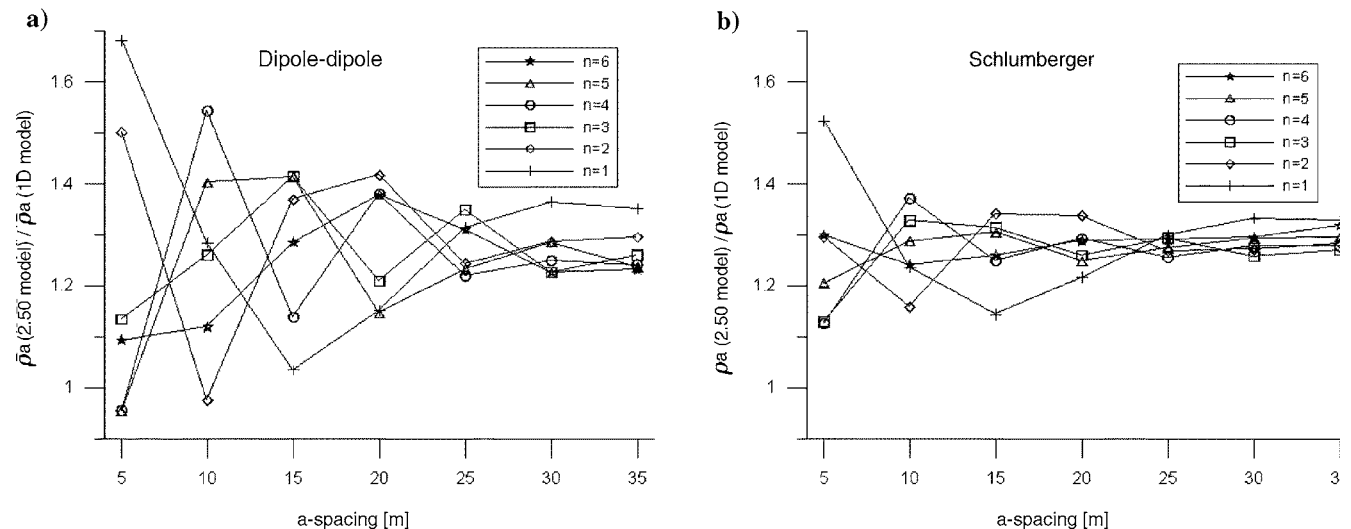 a)
Dipole-dipole
n=6
n=5
n=4
n=3
n=2
n=1
1.6
1.4
1.2
1
ρ̄a (2.50 model) / ρ̄a (1D model)
5 10 15 20 25 30 35
a-spacing [m]
b)
Schlumberger
n=6
n=5
n=4
n=3
n=2
n=1
1.6
1.4
1.2
1
ρa (2.50 model) / ρa (1D model)
5 10 15 20 25 30 3
a-spacing [m]